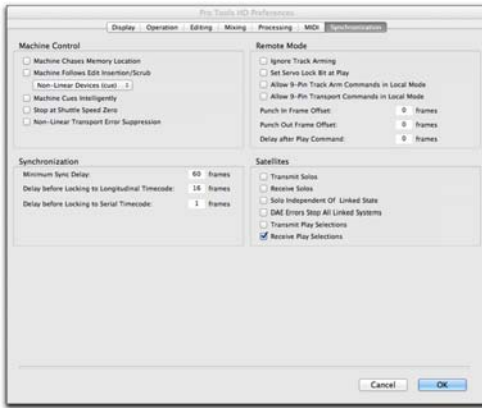 Pro Tools HD Preferences
Display Operation Editing Mixing Processing MIDI Synchronization
Machine Control
Machine Chases Memory Location
Machine Follows Edit Insertion/Scrub
Non-Linear Devices (cue)
Machine Cues Intelligently
Stop at Shuttle Speed Zero
Non-Linear Transport Error Suppression
Remote Mode
Ignore Track Arming
Set Servo Lock Bit at Play
Allow 9-Pin Track Arm Commands in Local Mode
Allow 9-Pin Transport Commands in Local Mode
Punch In Frame Offset: 0 frames
Punch Out Frame Offset: 0 frames
Delay after Play Command: 0 frames
Synchronization
Minimum Sync Delay: 60 frames
Delay before Locking to Longitudinal Timecode: 16 frames
Delay before Locking to Serial Timecode: 1 frames
Satellites
Transmit Solos
Receive Solos
Solo Independent Of Linked State
DAE Errors Stop All Linked Systems
Transmit Play Selections
Receive Play Selections
Cancel OK